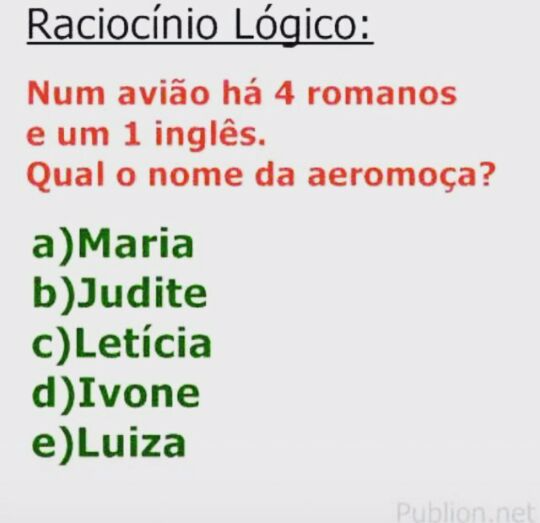 Raciocínio Lógico:
Num avião há 4 romanos
e um 1 inglês.
Qual o nome da aeromoça?
a)Maria
b)Judite
c)Letícia
d)Ivone
e)Luiza
Publion.net